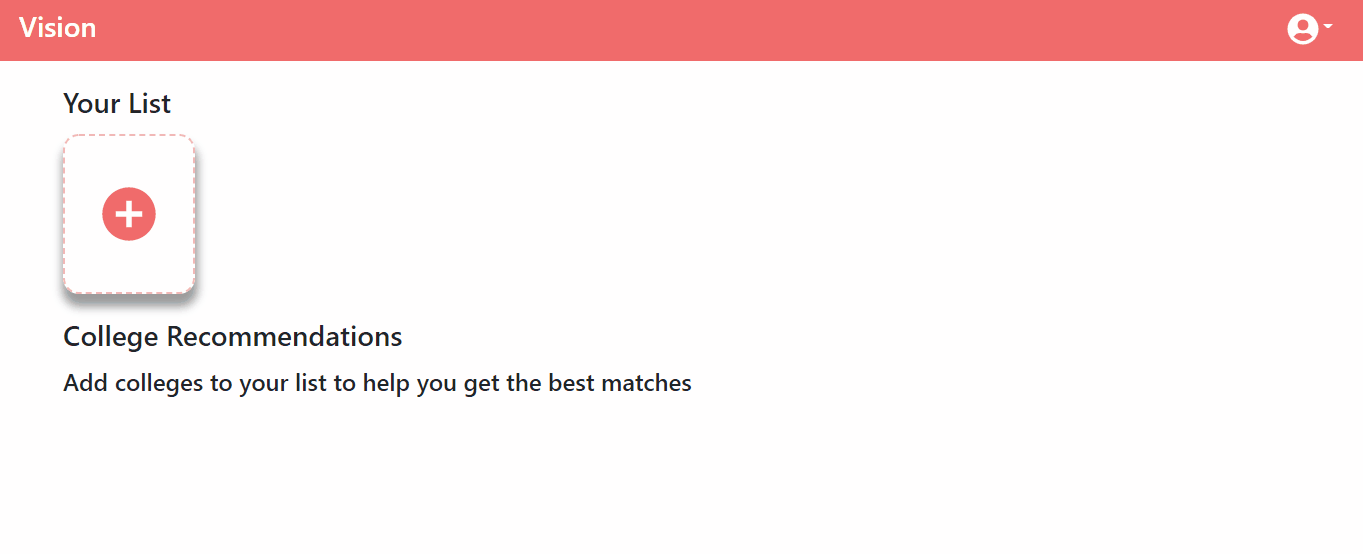 Vision
Your List
College Recommendations
Add colleges to your list to help you get the best matches